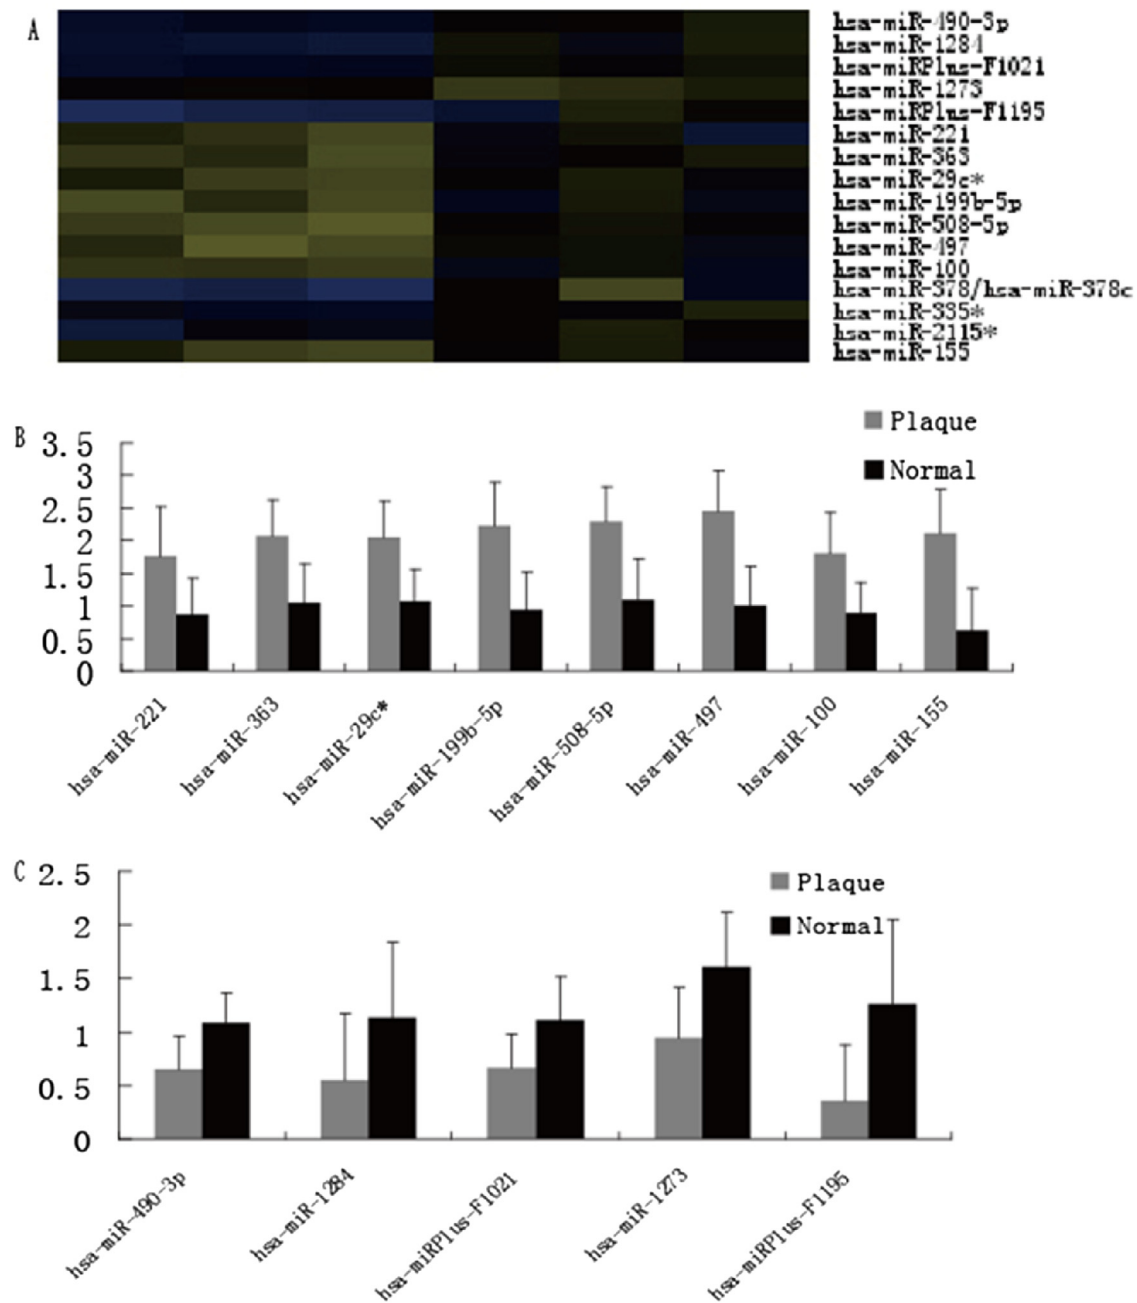 A
hsa-miR-490-3p
hsa-miR-1284
hsa-miRPlus-F1021
hsa-miR-1273
hsa-miRPlus-F1195
hsa-miR-221
hsa-miR-363
hsa-miR-29c*
hsa-miR-199b-5p
hsa-miR-508-5p
hsa-miR-497
hsa-miR-100
hsa-miR-378/hsa-miR-378c
hsa-miR-335*
hsa-miR-2115*
hsa-miR-155
B
Plaque
Normal
3.5
3
2.5
2
1.5
1
0.5
0
hsa-miR-221
hsa-miR-363
hsa-miR-29c*
hsa-miR-199b-5p
hsa-miR-508-5p
hsa-miR-497
hsa-miR-100
hsa-miR-155
C
Plaque
Normal
2.5
2
1.5
1
0.5
0
hsa-miR-490-3p
hsa-miR-1284
hsa-miRPlus-F1021
hsa-miR-1273
hsa-miRPlus-F1195